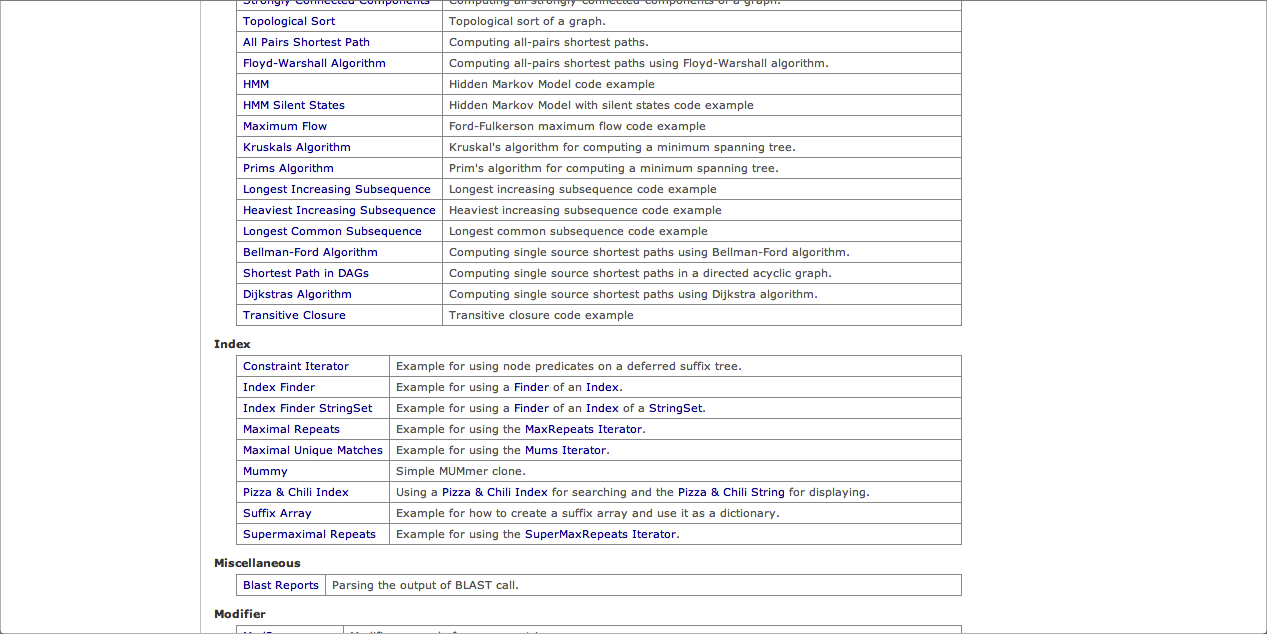 Strongly Connected Components Computing all strongly connected components of a graph.
Topological Sort Topological sort of a graph.
All Pairs Shortest Path Computing all-pairs shortest paths.
Floyd-Warshall Algorithm Computing all-pairs shortest paths using Floyd-Warshall algorithm.
HMM Hidden Markov Model code example
HMM Silent States Hidden Markov Model with silent states code example
Maximum Flow Ford-Fulkerson maximum flow code example
Kruskals Algorithm Kruskal's algorithm for computing a minimum spanning tree.
Prims Algorithm Prim's algorithm for computing a minimum spanning tree.
Longest Increasing Subsequence Longest increasing subsequence code example
Heaviest Increasing Subsequence Heaviest increasing subsequence code example
Longest Common Subsequence Longest common subsequence code example
Bellman-Ford Algorithm Computing single source shortest paths using Bellman-Ford algorithm.
Shortest Path in DAGs Computing single source shortest paths in a directed acyclic graph.
Dijkstras Algorithm Computing single source shortest paths using Dijkstra algorithm.
Transitive Closure Transitive closure code example
Index
Constraint Iterator Example for using node predicates on a deferred suffix tree.
Index Finder Example for using a Finder of an Index.
Index Finder StringSet Example for using a Finder of an Index of a StringSet.
Maximal Repeats Example for using the MaxRepeats Iterator.
Maximal Unique Matches Example for using the Mums Iterator.
Mummy Simple MUMmer clone.
Pizza & Chili Index Using a Pizza & Chili Index for searching and the Pizza & Chili String for displaying.
Suffix Array Example for how to create a suffix array and use it as a dictionary.
Supermaximal Repeats Example for using the SuperMaxRepeats Iterator.
Miscellaneous
Blast Reports Parsing the output of BLAST call.
Modifier